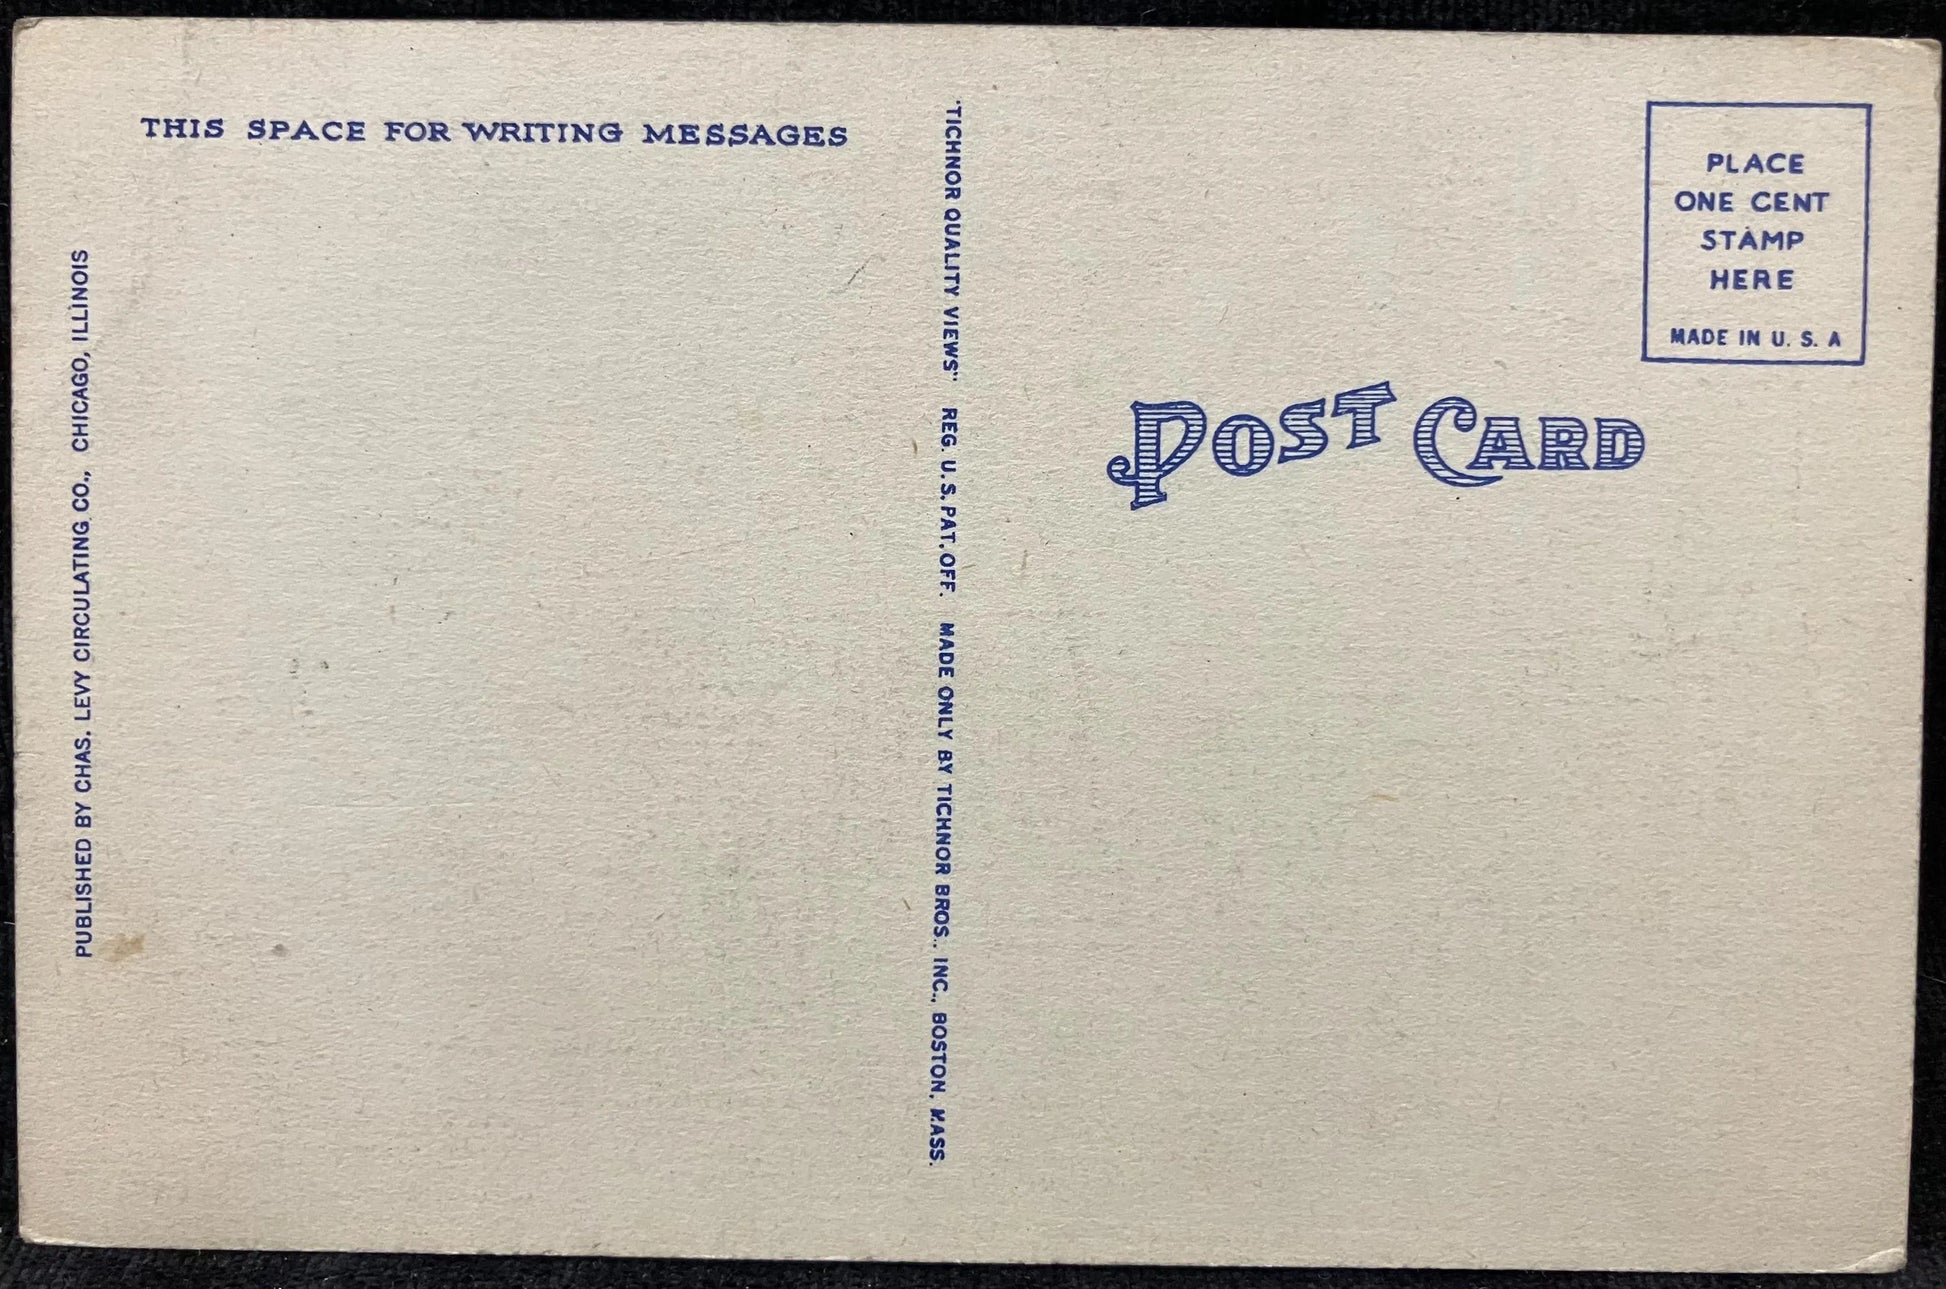 THIS SPACE FOR WRITING MESSAGES
PUBLISHED BY CHAS. LEVY CIRCULATING CO., CHICAGO, ILLINOIS
"TICHNOR QUALITY VIEWS" REG. U. S. PAT. OFF. MADE ONLY BY TICHNOR BROS., INC., BOSTON, MASS.
PLACE
ONE CENT
STAMP
HERE
MADE IN U. S. A
POST CARD